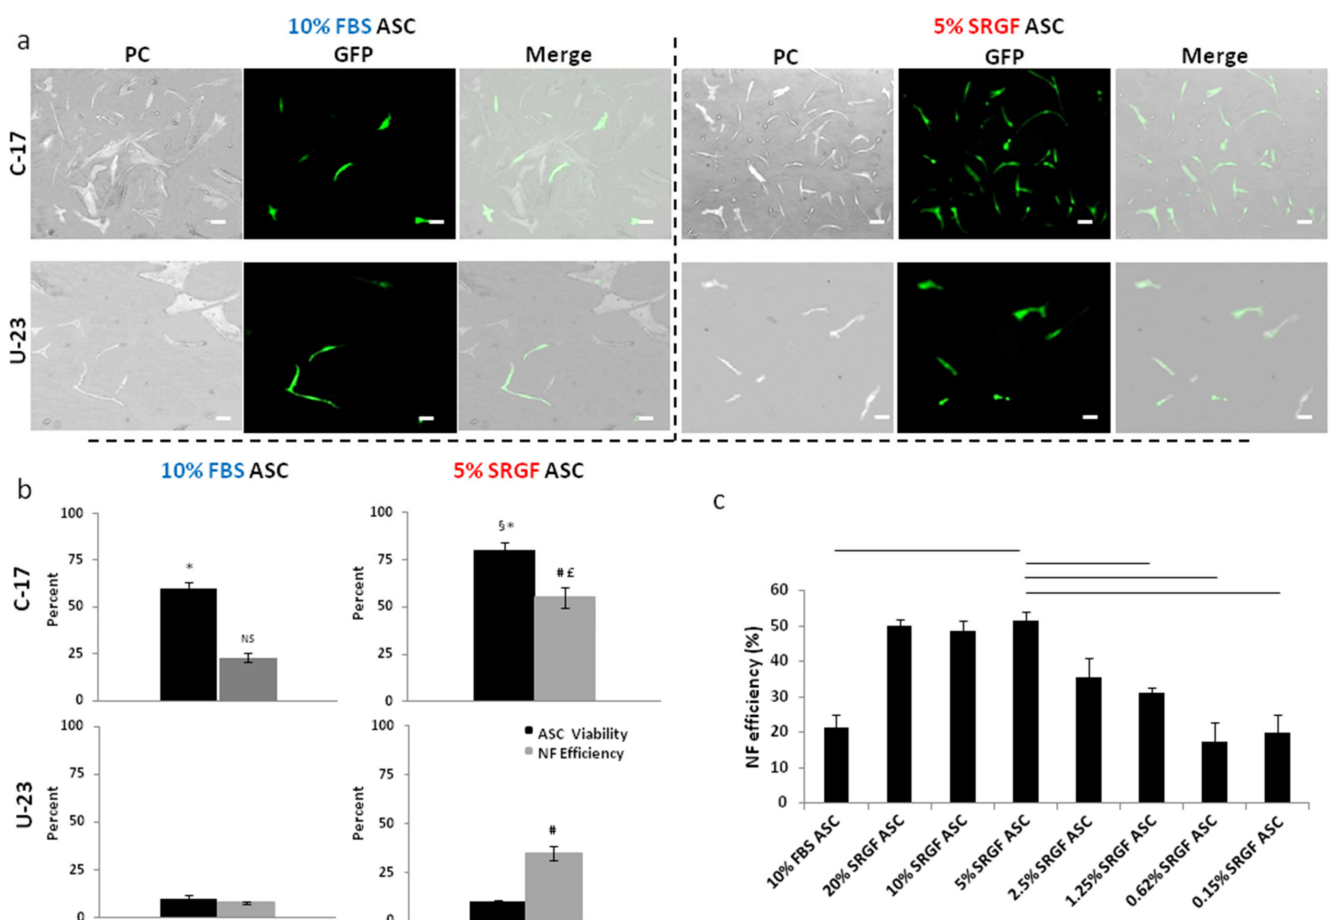 a
10% FBS ASC
5% SRGF ASC
PC GFP Merge PC GFP Merge
C-17
U-23
b
10% FBS ASC
5% SRGF ASC
C-17
Percent
100
75
50
25
0
*
NS
Percent
100
75
50
25
0
§ *
# £
U-23
Percent
100
75
50
25
0
Percent
100
75
50
25
0
#
ASC Viability
NF Efficiency
c
NF efficiency (%)
60
50
40
30
20
10
0
10% FBS ASC
20% SRGF ASC
10% SRGF ASC
5% SRGF ASC
2.5% SRGF ASC
1.25% SRGF ASC
0.62% SRGF ASC
0.15% SRGF ASC